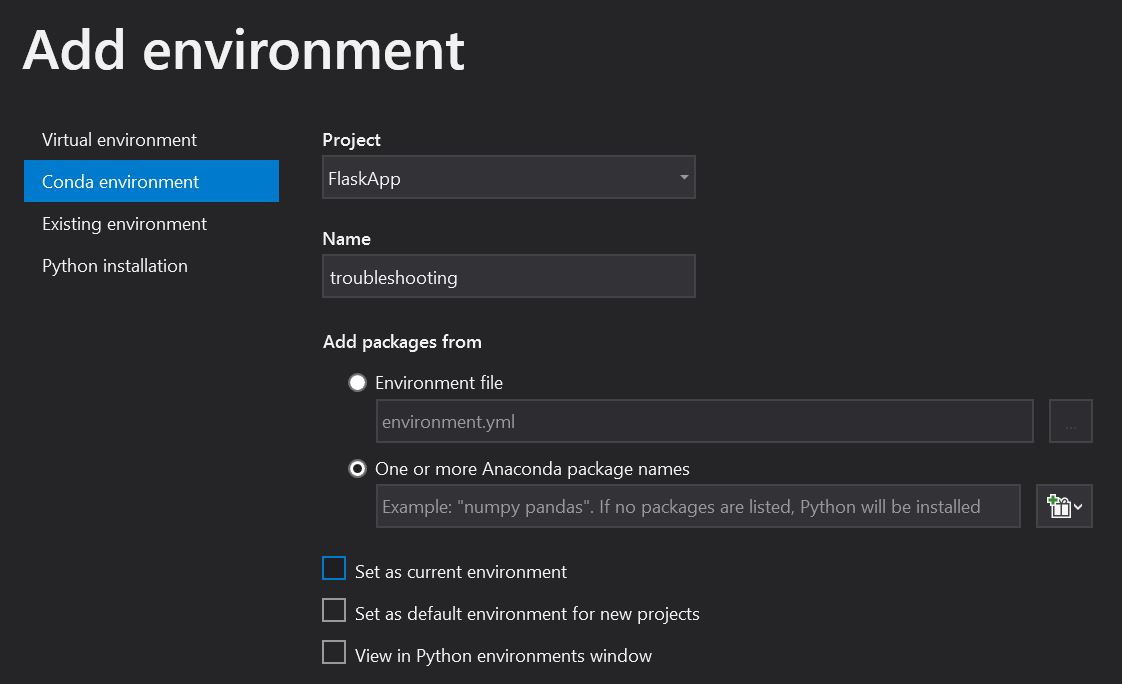 Add environment
Virtual environment
Conda environment
Existing environment
Python installation
Project
FlaskApp
Name
troubleshooting
Add packages from
Environment file
environment.yml
...
One or more Anaconda package names
Example: "numpy pandas". If no packages are listed, Python will be installed
Set as current environment
Set as default environment for new projects
View in Python environments window